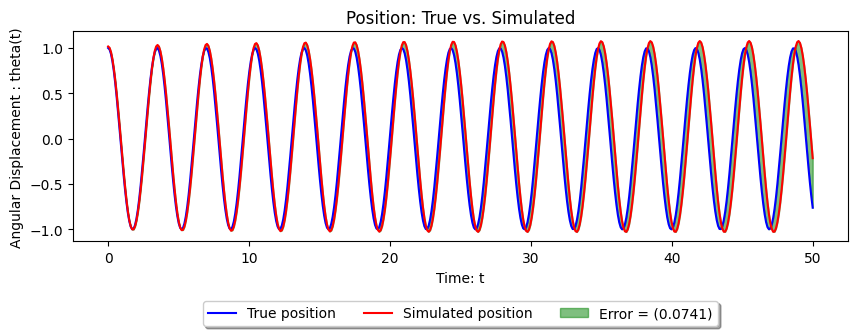 Position: True vs. Simulated
Angular Displacement : theta(t)
1.0
0.5
0.0
−0.5
−1.0
0 10 20 30 40 50
Time: t
True position Simulated position Error = (0.0741)